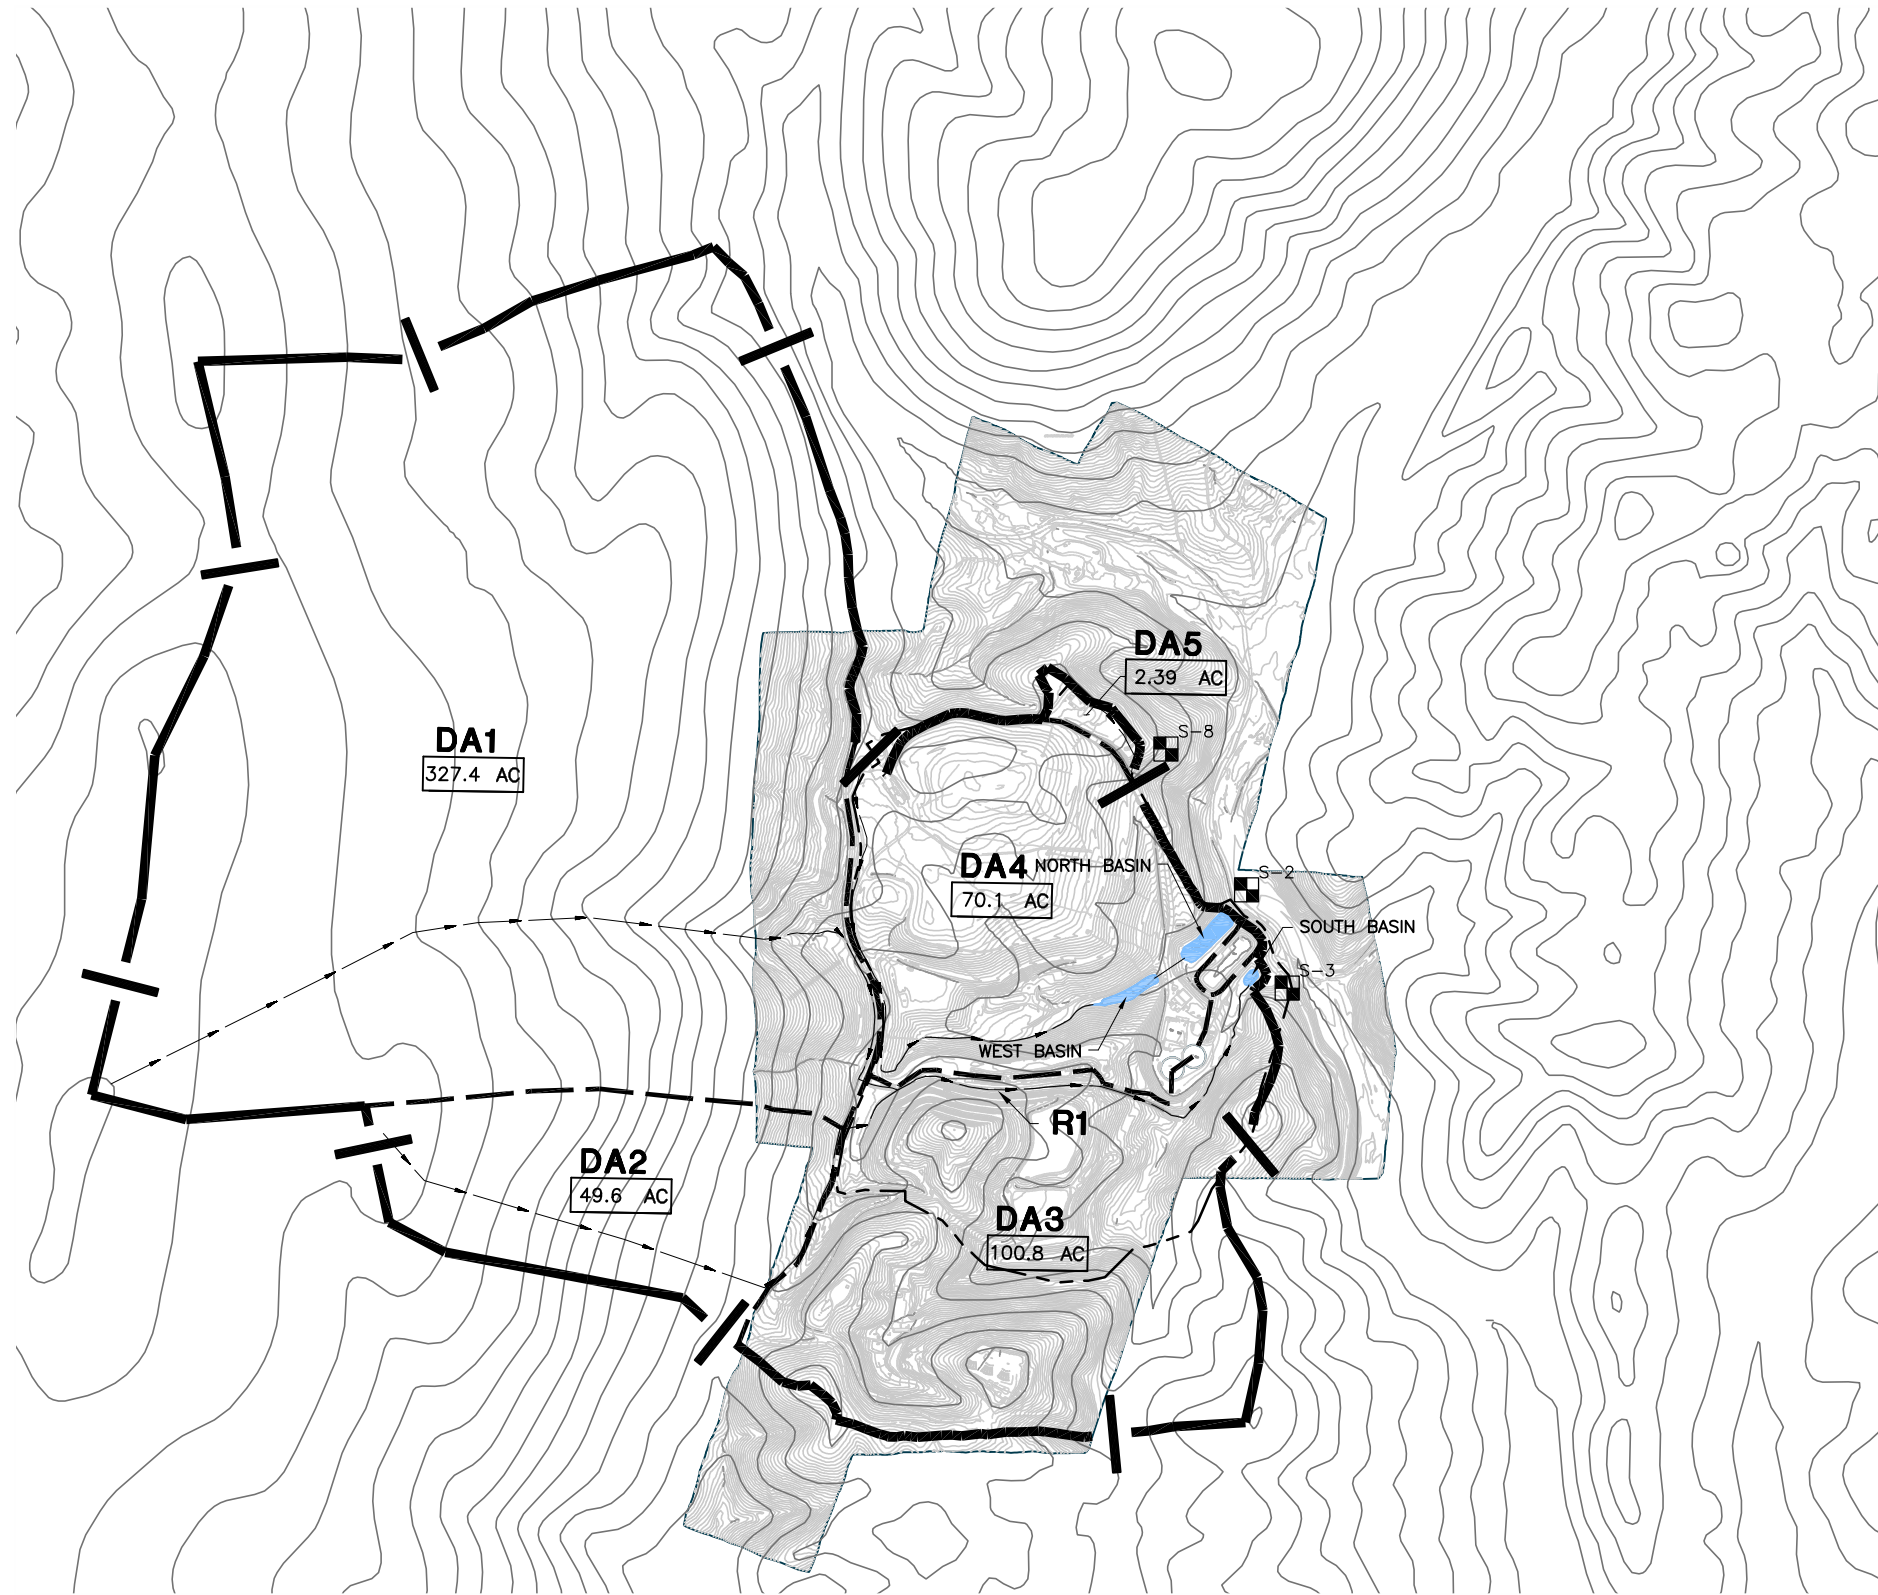 DA5
2.39 AC
S-8
DA1
327.4 AC
DA4
NORTH BASIN
70.1 AC
S-2
SOUTH BASIN
S-3
WEST BASIN
R1
DA2
49.6 AC
DA3
100.8 AC